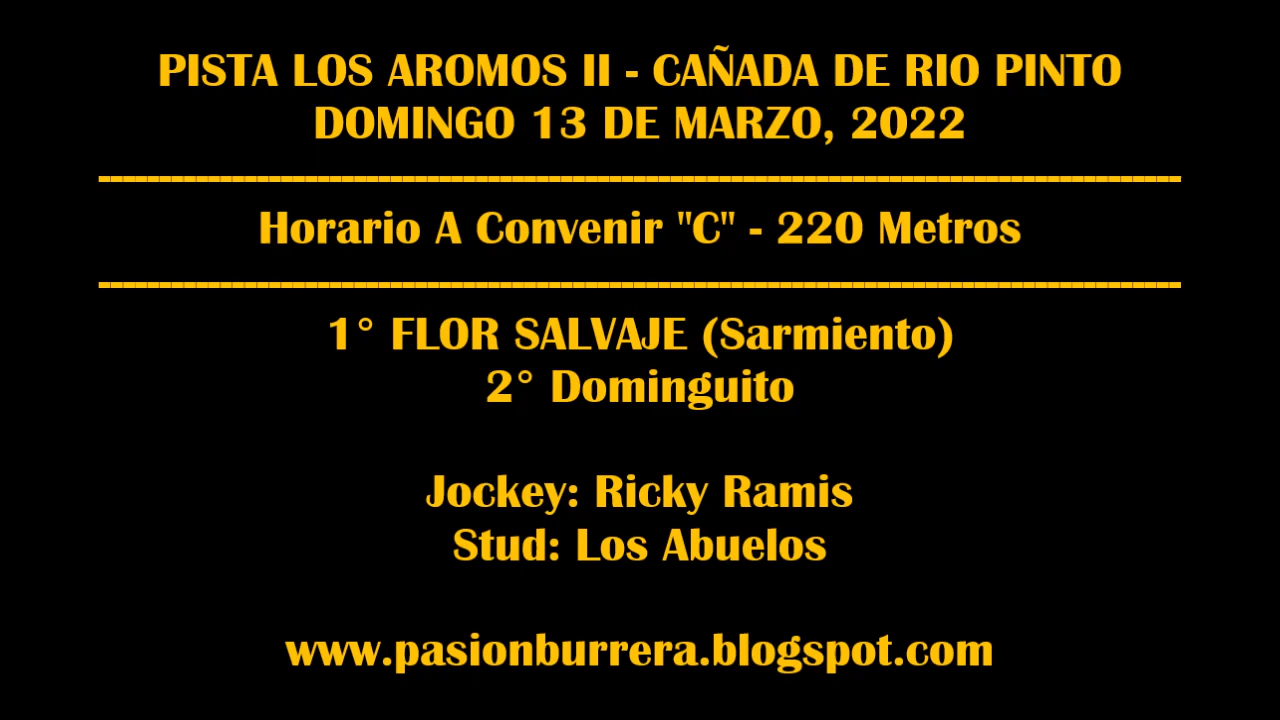 PISTA LOS AROMOS II - CAÑADA DE RIO PINTO
DOMINGO 13 DE MARZO, 2022
Horario A Convenir "C" - 220 Metros
1° FLOR SALVAJE (Sarmiento)
2° Dominguito
Jockey: Ricky Ramis
Stud: Los Abuelos
www.pasionburrera.blogspot.com